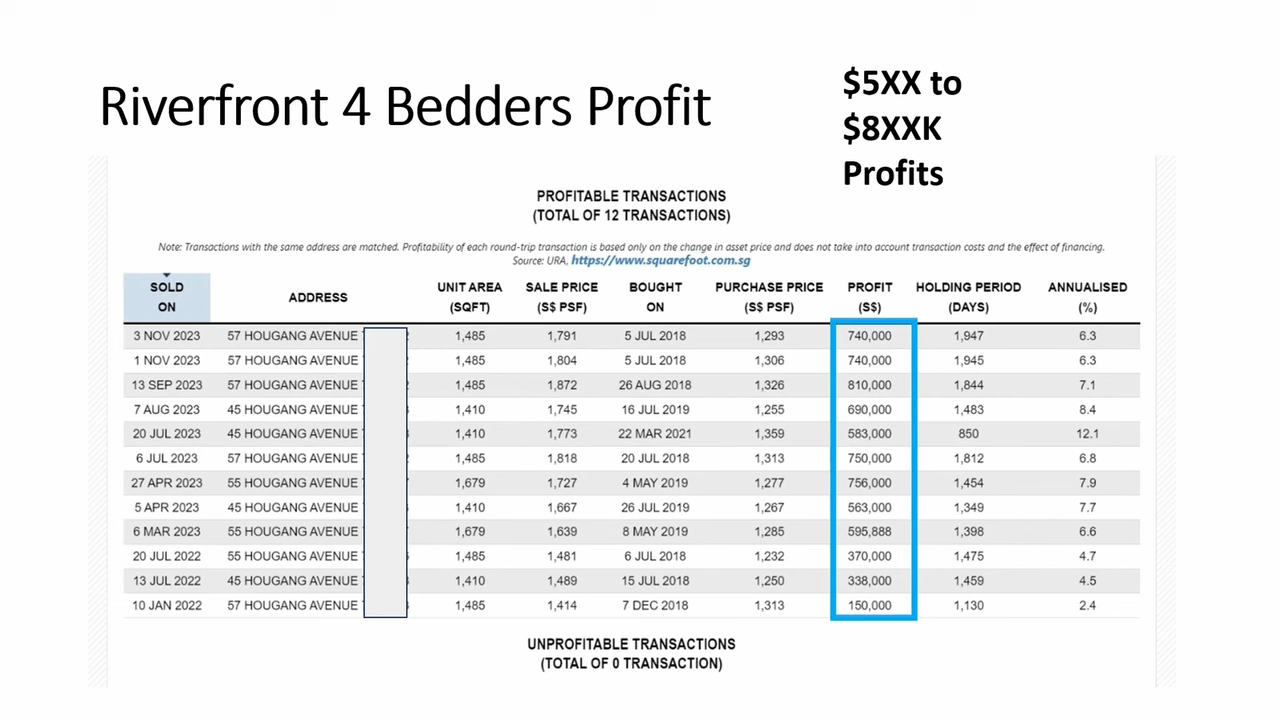 Riverfront 4 Bedders Profit
$5XX to
$8XXK
Profits
PROFITABLE TRANSACTIONS
(TOTAL OF 12 TRANSACTIONS)
Note: Transactions with the same address are matched. Profitability of each round-trip transaction is based only on the change in asset price and does not take into account transaction costs and the effect of financing.
Source: URA, https://www.squarefoot.com.sg
SOLD ON ADDRESS UNIT AREA (SQFT) SALE PRICE (S$ PSF) BOUGHT ON PURCHASE PRICE (S$ PSF) PROFIT (S$) HOLDING PERIOD (DAYS) ANNUALISED (%)
3 NOV 2023 57 HOUGANG AVENUE 1,485 1,791 5 JUL 2018 1,293 740,000 1,947 6.3
1 NOV 2023 57 HOUGANG AVENUE 1,485 1,804 5 JUL 2018 1,306 740,000 1,945 6.3
13 SEP 2023 57 HOUGANG AVENUE 1,485 1,872 26 AUG 2018 1,326 810,000 1,844 7.1
7 AUG 2023 45 HOUGANG AVENUE 1,410 1,745 16 JUL 2019 1,255 690,000 1,483 8.4
20 JUL 2023 45 HOUGANG AVENUE 1,410 1,773 22 MAR 2021 1,359 583,000 850 12.1
6 JUL 2023 57 HOUGANG AVENUE 1,485 1,818 20 JUL 2018 1,313 750,000 1,812 6.8
27 APR 2023 55 HOUGANG AVENUE 1,679 1,727 4 MAY 2019 1,277 756,000 1,454 7.9
5 APR 2023 45 HOUGANG AVENUE 1,410 1,667 26 JUL 2019 1,267 563,000 1,349 7.7
6 MAR 2023 55 HOUGANG AVENUE 1,679 1,639 8 MAY 2019 1,285 595,888 1,398 6.6
20 JUL 2022 55 HOUGANG AVENUE 1,485 1,481 6 JUL 2018 1,232 370,000 1,475 4.7
13 JUL 2022 45 HOUGANG AVENUE 1,410 1,489 15 JUL 2018 1,250 338,000 1,459 4.5
10 JAN 2022 57 HOUGANG AVENUE 1,485 1,414 7 DEC 2018 1,313 150,000 1,130 2.4
UNPROFITABLE TRANSACTIONS
(TOTAL OF 0 TRANSACTION)